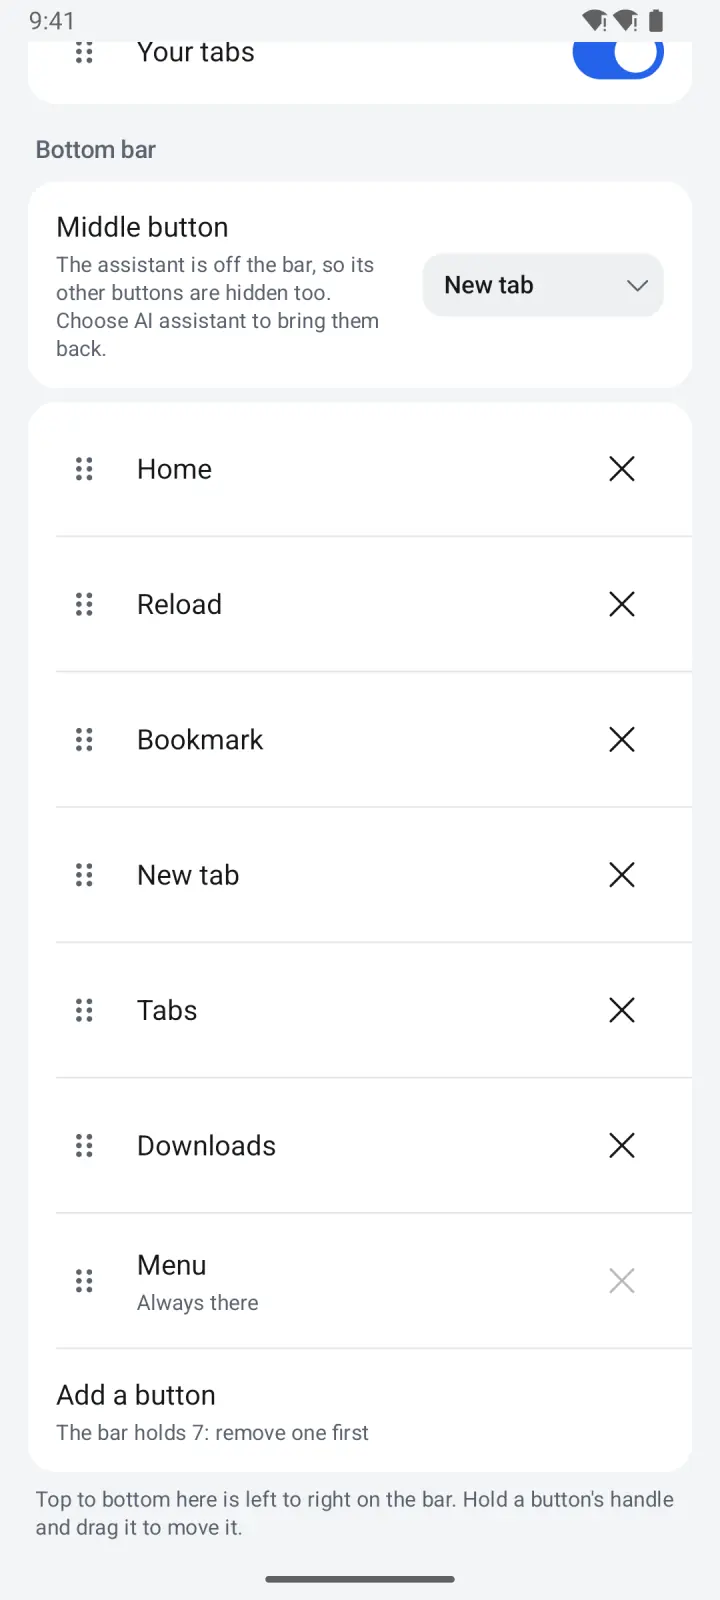 9:41
Your tabs
Bottom bar
Middle button
The assistant is off the bar, so its
other buttons are hidden too.
Choose AI assistant to bring them
back.
New tab
Home
Reload
Bookmark
New tab
Tabs
Downloads
Menu
Always there
Add a button
The bar holds 7: remove one first
Top to bottom here is left to right on the bar. Hold a button's handle
and drag it to move it.